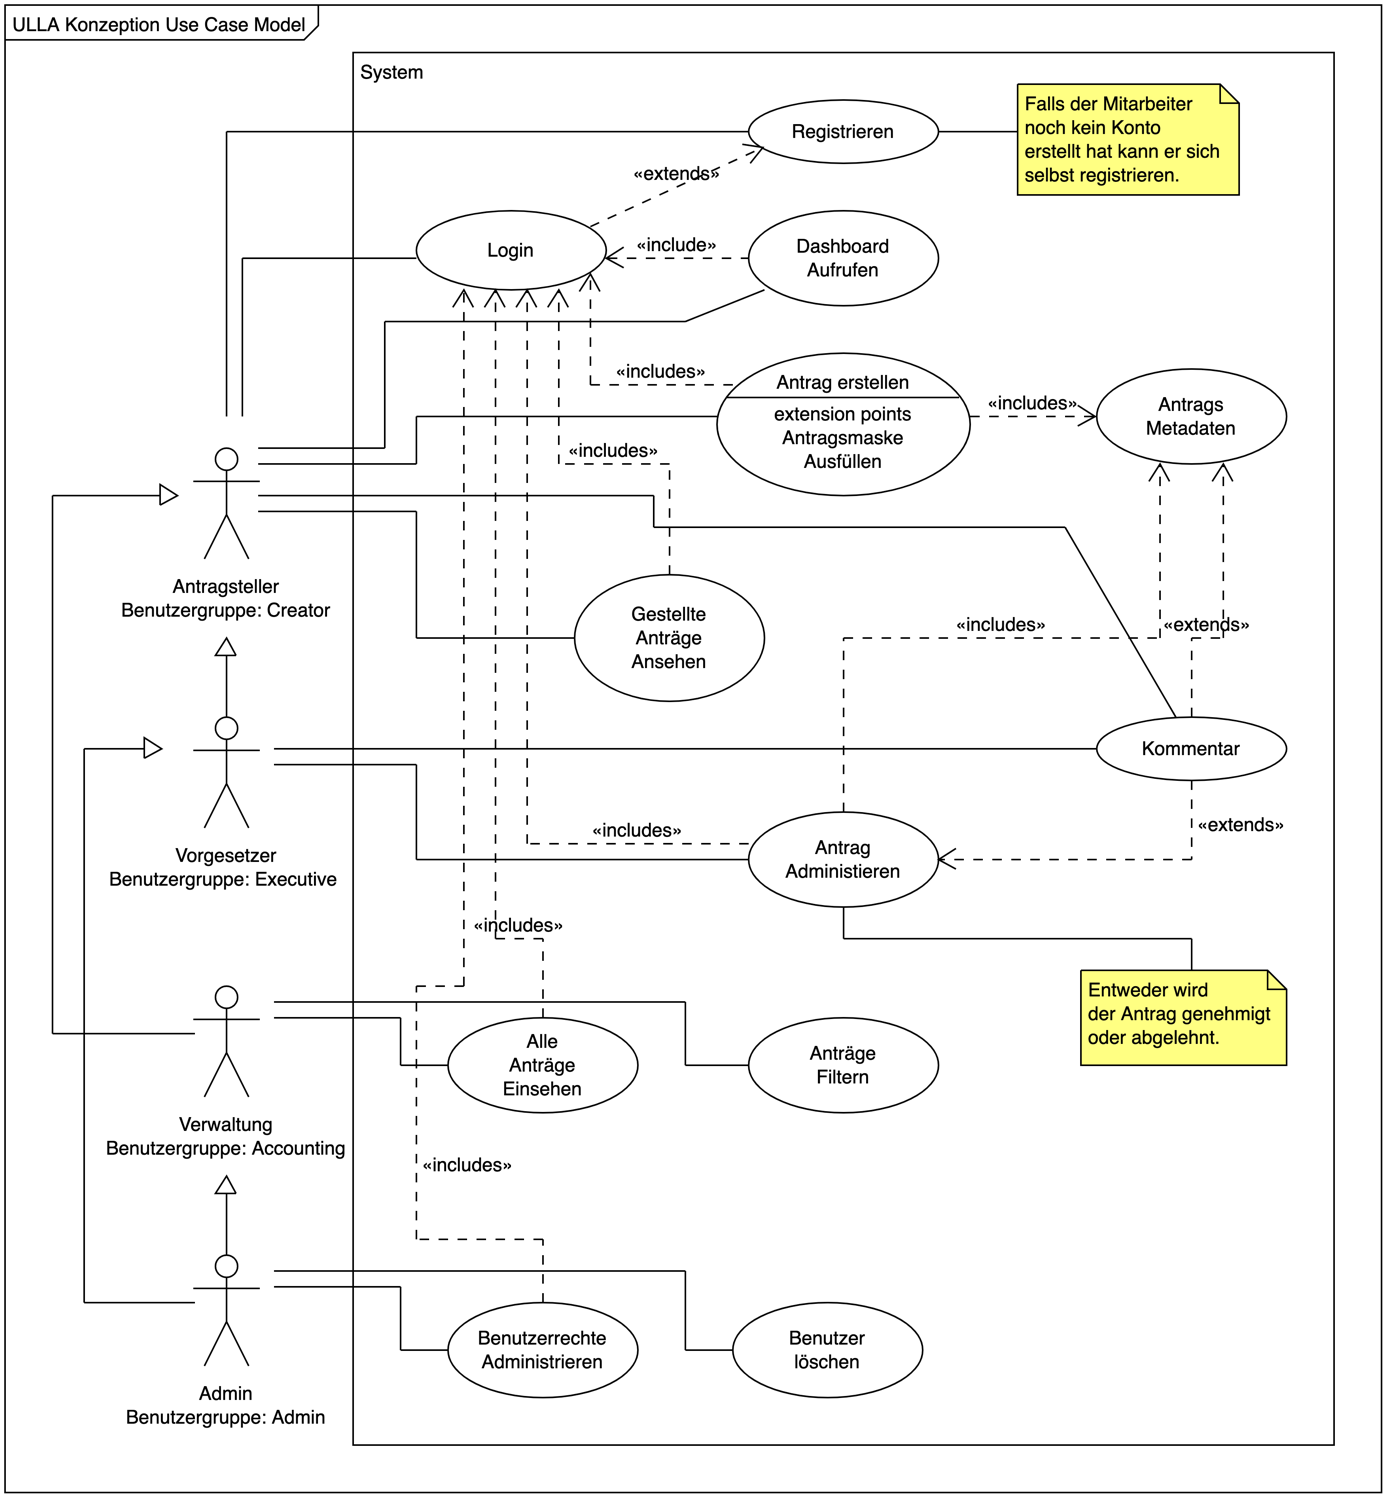 ULLA Konzeption Use Case Model
System
Registrieren
Falls der Mitarbeiter
noch kein Konto
erstellt hat kann er sich
selbst registrieren.
«extends»
Login
«include»
Dashboard
Aufrufen
«includes»
Antrag erstellen
extension points
Antragsmaske
Ausfüllen
«includes»
Antrags
Metadaten
«includes»
Antragsteller
Benutzergruppe: Creator
Gestellte
Anträge
Ansehen
«includes»
«extends»
Kommentar
Vorgesetzer
Benutzergruppe: Executive
«includes»
Antrag
Administieren
«extends»
«includes»
Entweder wird
der Antrag genehmigt
oder abgelehnt.
Alle
Anträge
Einsehen
Anträge
Filtern
Verwaltung
Benutzergruppe: Accounting
«includes»
Benutzerrechte
Administrieren
Benutzer
löschen
Admin
Benutzergruppe: Admin